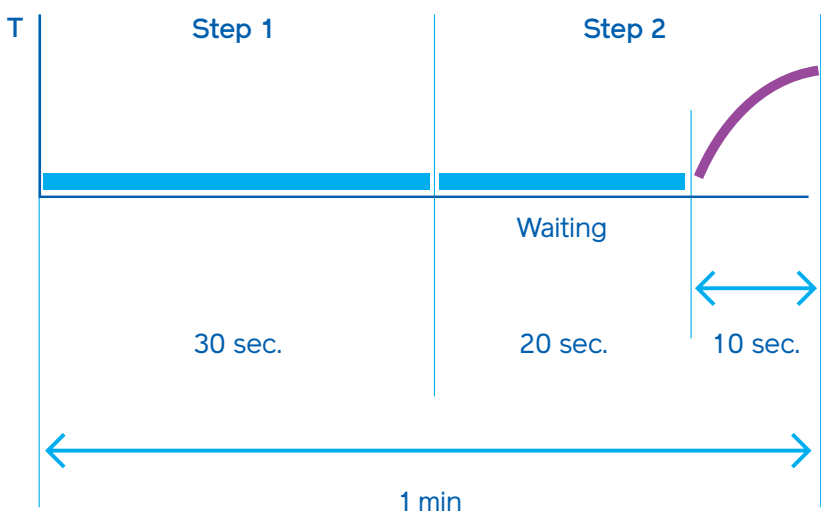 T
Step 1
Step 2
Waiting
30 sec.
20 sec.
10 sec.
1 min